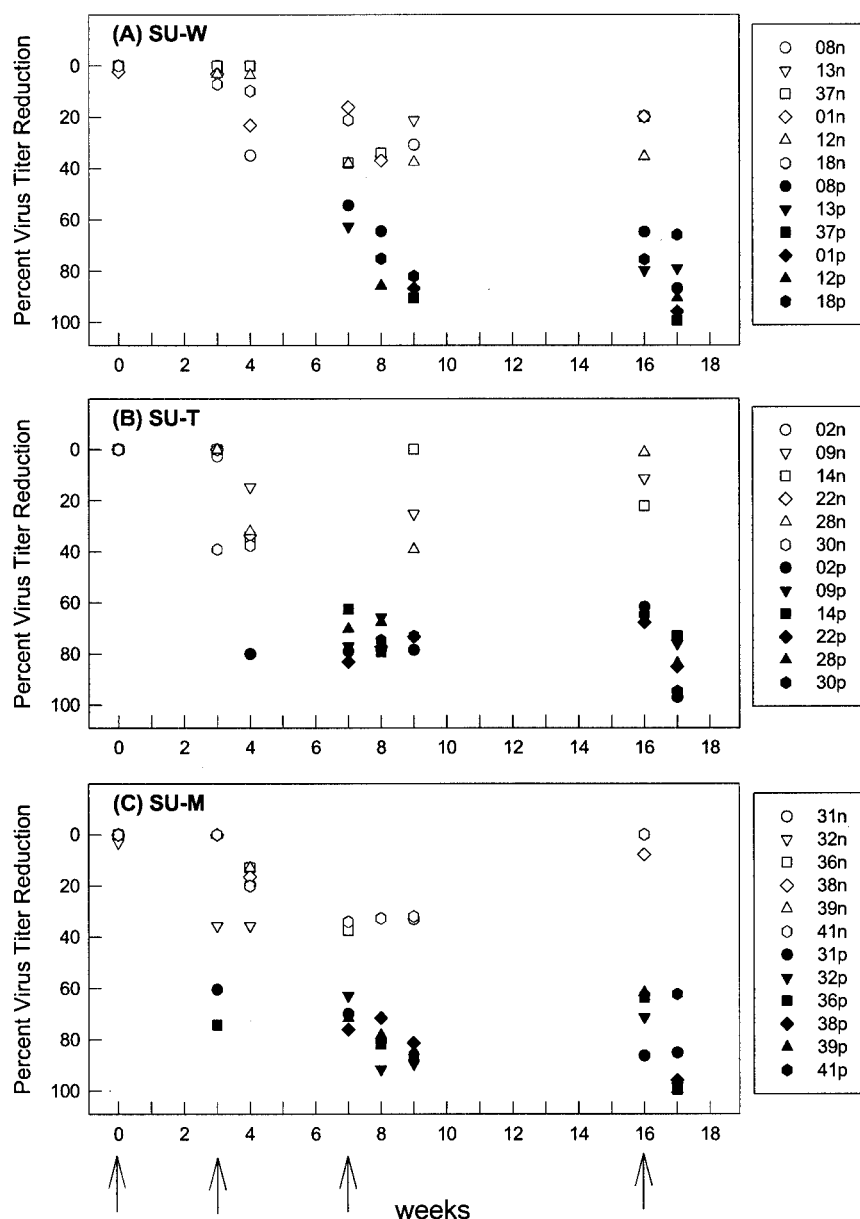 (A) SU-W
Percent Virus Titer Reduction
0
20
40
60
80
100
0 2 4 6 8 10 12 14 16 18
08n
13n
37n
01n
12n
18n
08p
13p
37p
01p
12p
18p
(B) SU-T
Percent Virus Titer Reduction
0
20
40
60
80
100
0 2 4 6 8 10 12 14 16 18
02n
09n
14n
22n
28n
30n
02p
09p
14p
22p
28p
30p
(C) SU-M
Percent Virus Titer Reduction
0
20
40
60
80
100
0 2 4 6 8 10 12 14 16 18
31n
32n
36n
38n
39n
41n
31p
32p
36p
38p
39p
41p
weeks